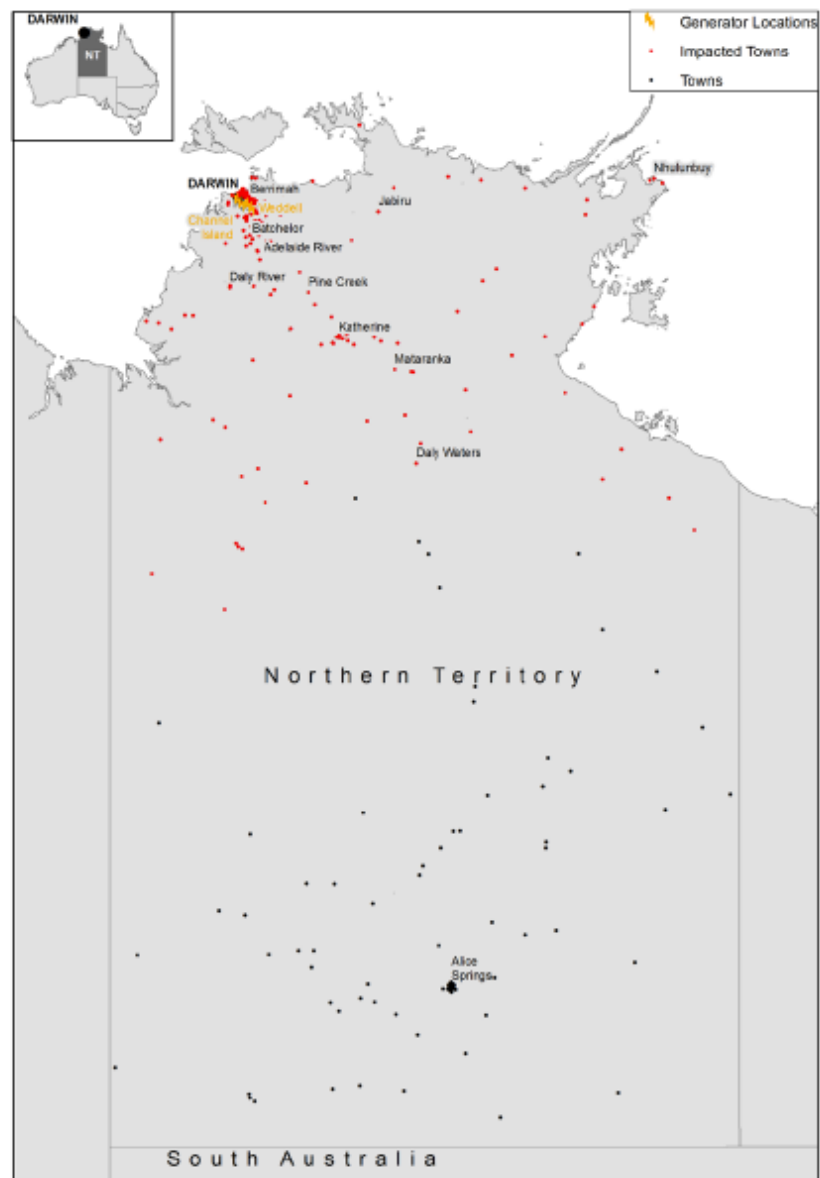 DARWIN
NT
Generator Locations
Impacted Towns
Towns
Nhulunbuy
DARWIN
Berrimah
Weddell
Jabiru
Channel
Island
Batchelor
Adelaide River
Daly River
Pine Creek
Katherine
Mataranka
Daly Waters
Northern Territory
Alice
Springs
South Australia